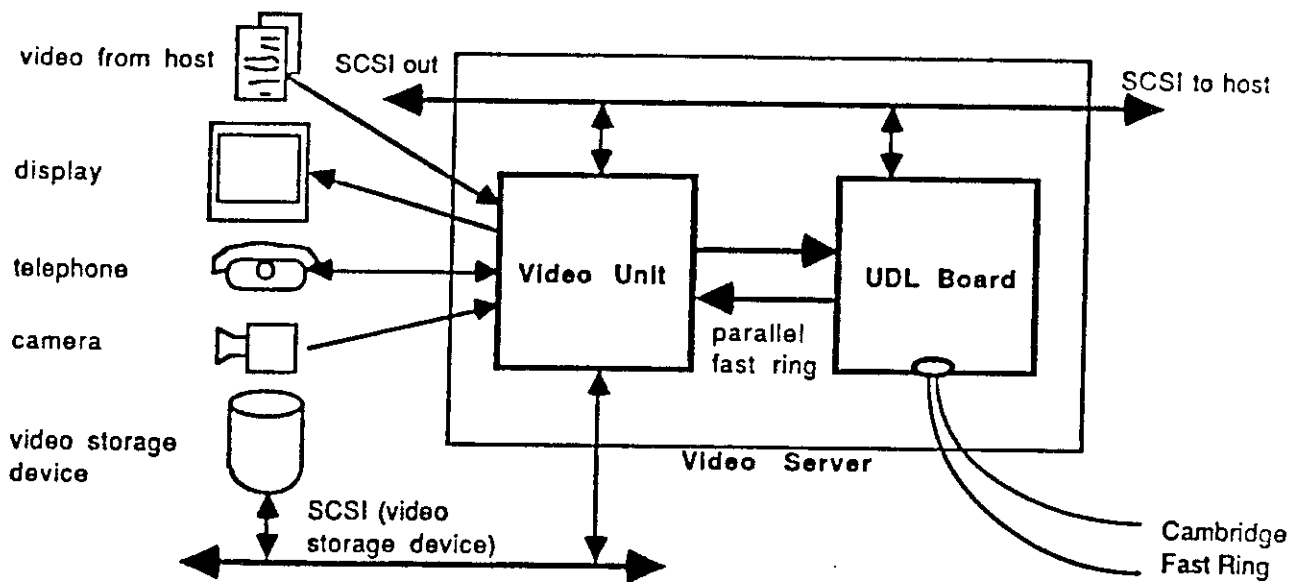 video from host
SCSI out
SCSI to host
display
telephone
Video Unit
UDL Board
camera
parallel
fast ring
video storage
device
Video Server
SCSI (video
storage device)
Cambridge
Fast Ring